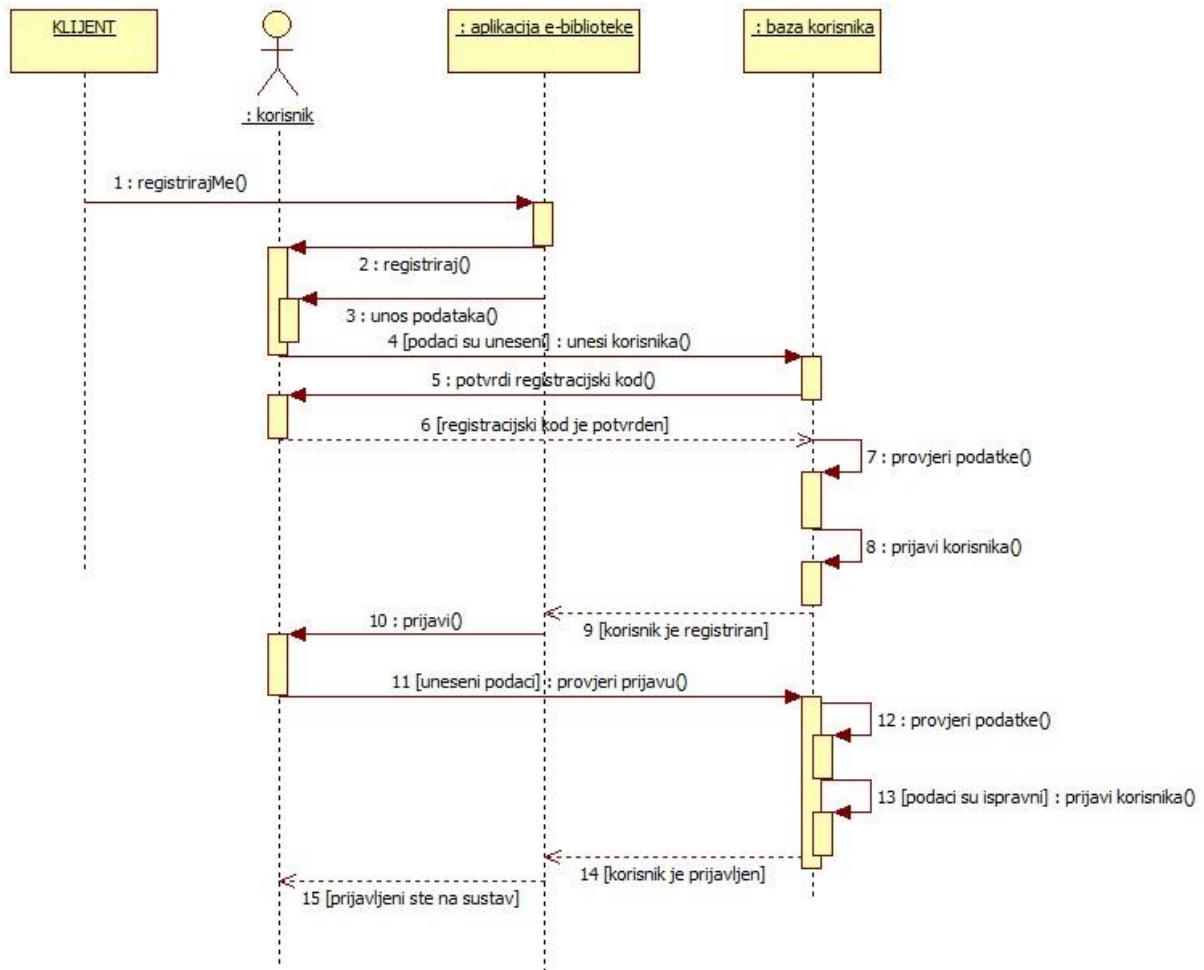 KLIJENT
: korisnik
: aplikacija e-biblioteke
: baza korisnika
1 : registrirajMe()
2 : registriraj()
3 : unos podataka()
4 [podaci su uneseni] : unesi korisnika()
5 : potvrdi registracijski kod()
6 [registracijski kod je potvrden]
7 : provjeri podatke()
8 : prijavi korisnika()
9 [korisnik je registriran]
10 : prijavi()
11 [uneseni podaci] : provjeri prijavu()
12 : provjeri podatke()
13 [podaci su ispravni] : prijavi korisnika()
14 [korisnik je prijavljen]
15 [prijavljeni ste na sustav]